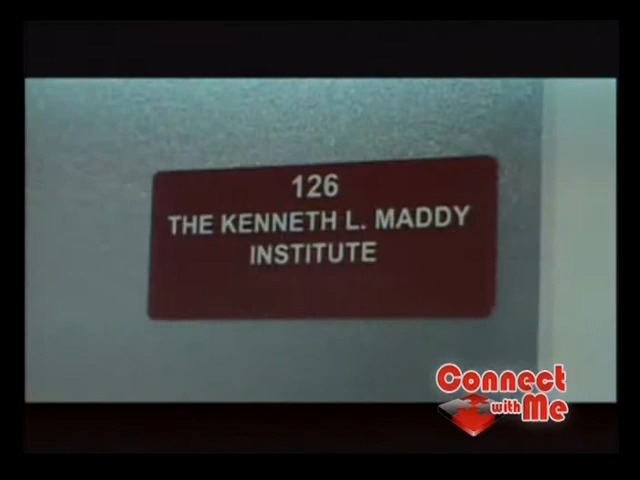 126
THE KENNETH L. MADDY
INSTITUTE
Connect
with Me